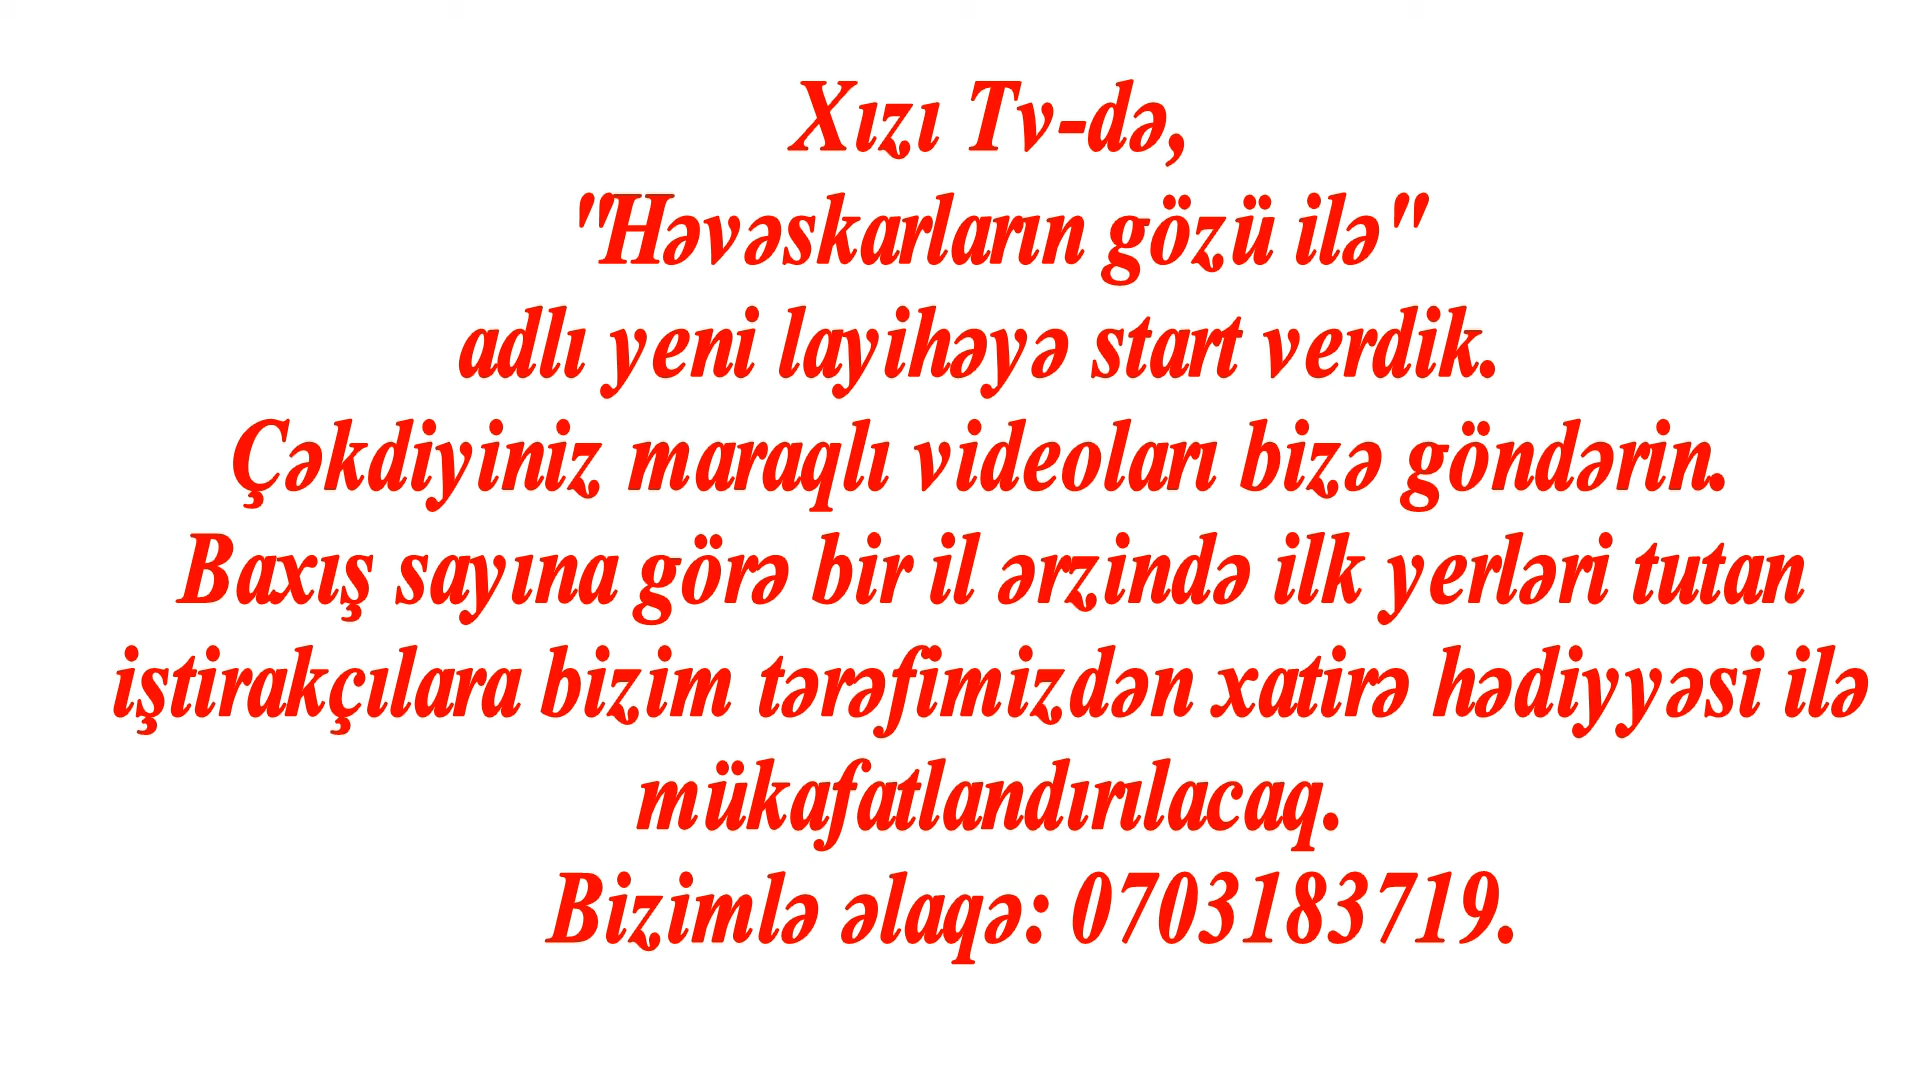 Xızı Tv-də,
"Həvəskarların gözü ilə"
adlı yeni layihəyə start verdik.
Çəkdiyiniz maraqlı videoları bizə göndərin.
Baxış sayına görə bir il ərzində ilk yerləri tutan
iştirakçılara bizim tərəfimizdən xatirə hədiyyəsi ilə
mükafatlandırılacaq.
Bizimlə əlaqə: 0703183719.